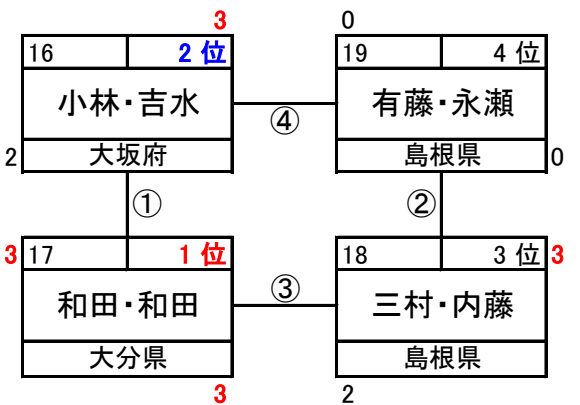 3 0
16 2 位 19 4 位
小林・吉水 有藤・永瀬
④
2 大坂府 島根県 0
① ②
3 17 1 位 18 3 位 3
③
和田・和田 三村・内藤
大分県 島根県
3 2